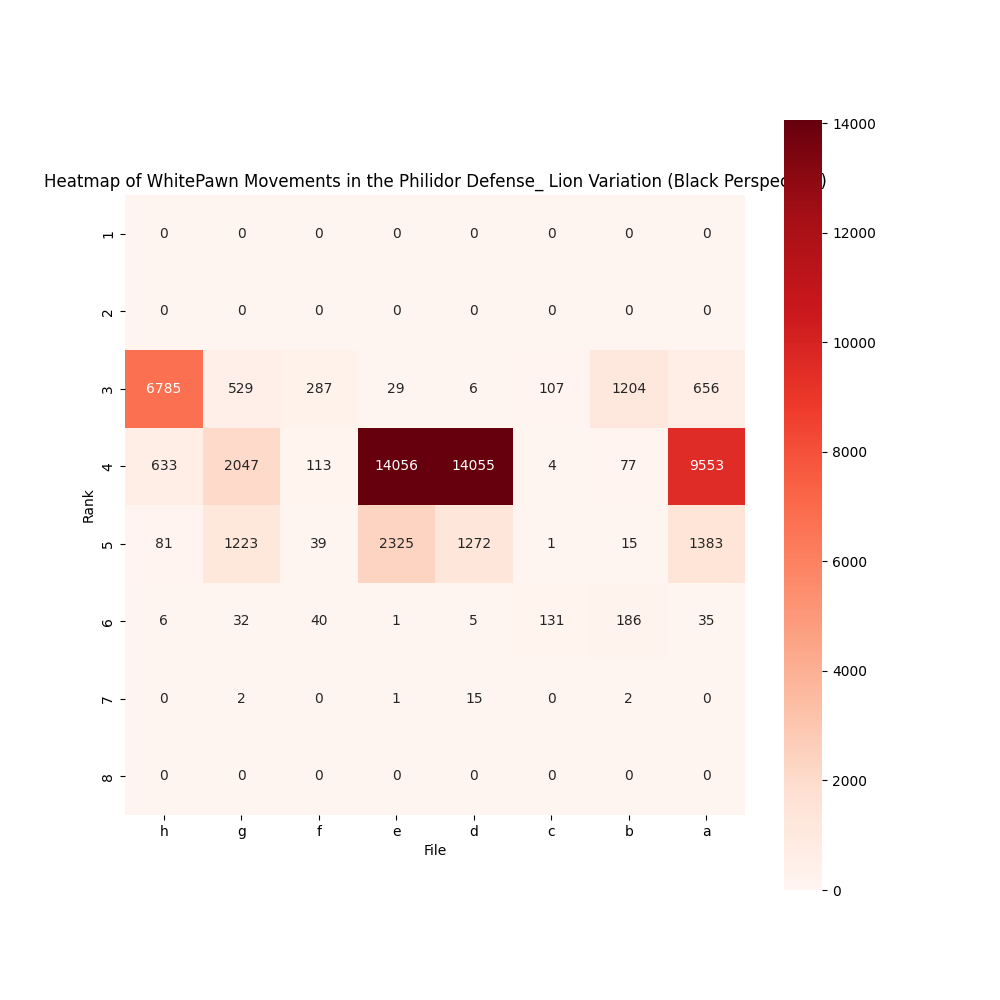 Heatmap of WhitePawn Movements in the Philidor Defense_ Lion Variation (Black Perspec )
14000
12000
10000
8000
6000
4000
2000
0
Rank
1 0 0 0 0 0 0 0 0
2 0 0 0 0 0 0 0 0
3 6785 529 287 29 6 107 1204 656
4 633 2047 113 14056 14055 4 77 9553
5 81 1223 39 2325 1272 1 15 1383
6 6 32 40 1 5 131 186 35
7 0 2 0 1 15 0 2 0
8 0 0 0 0 0 0 0 0
h g f e d c b a
File